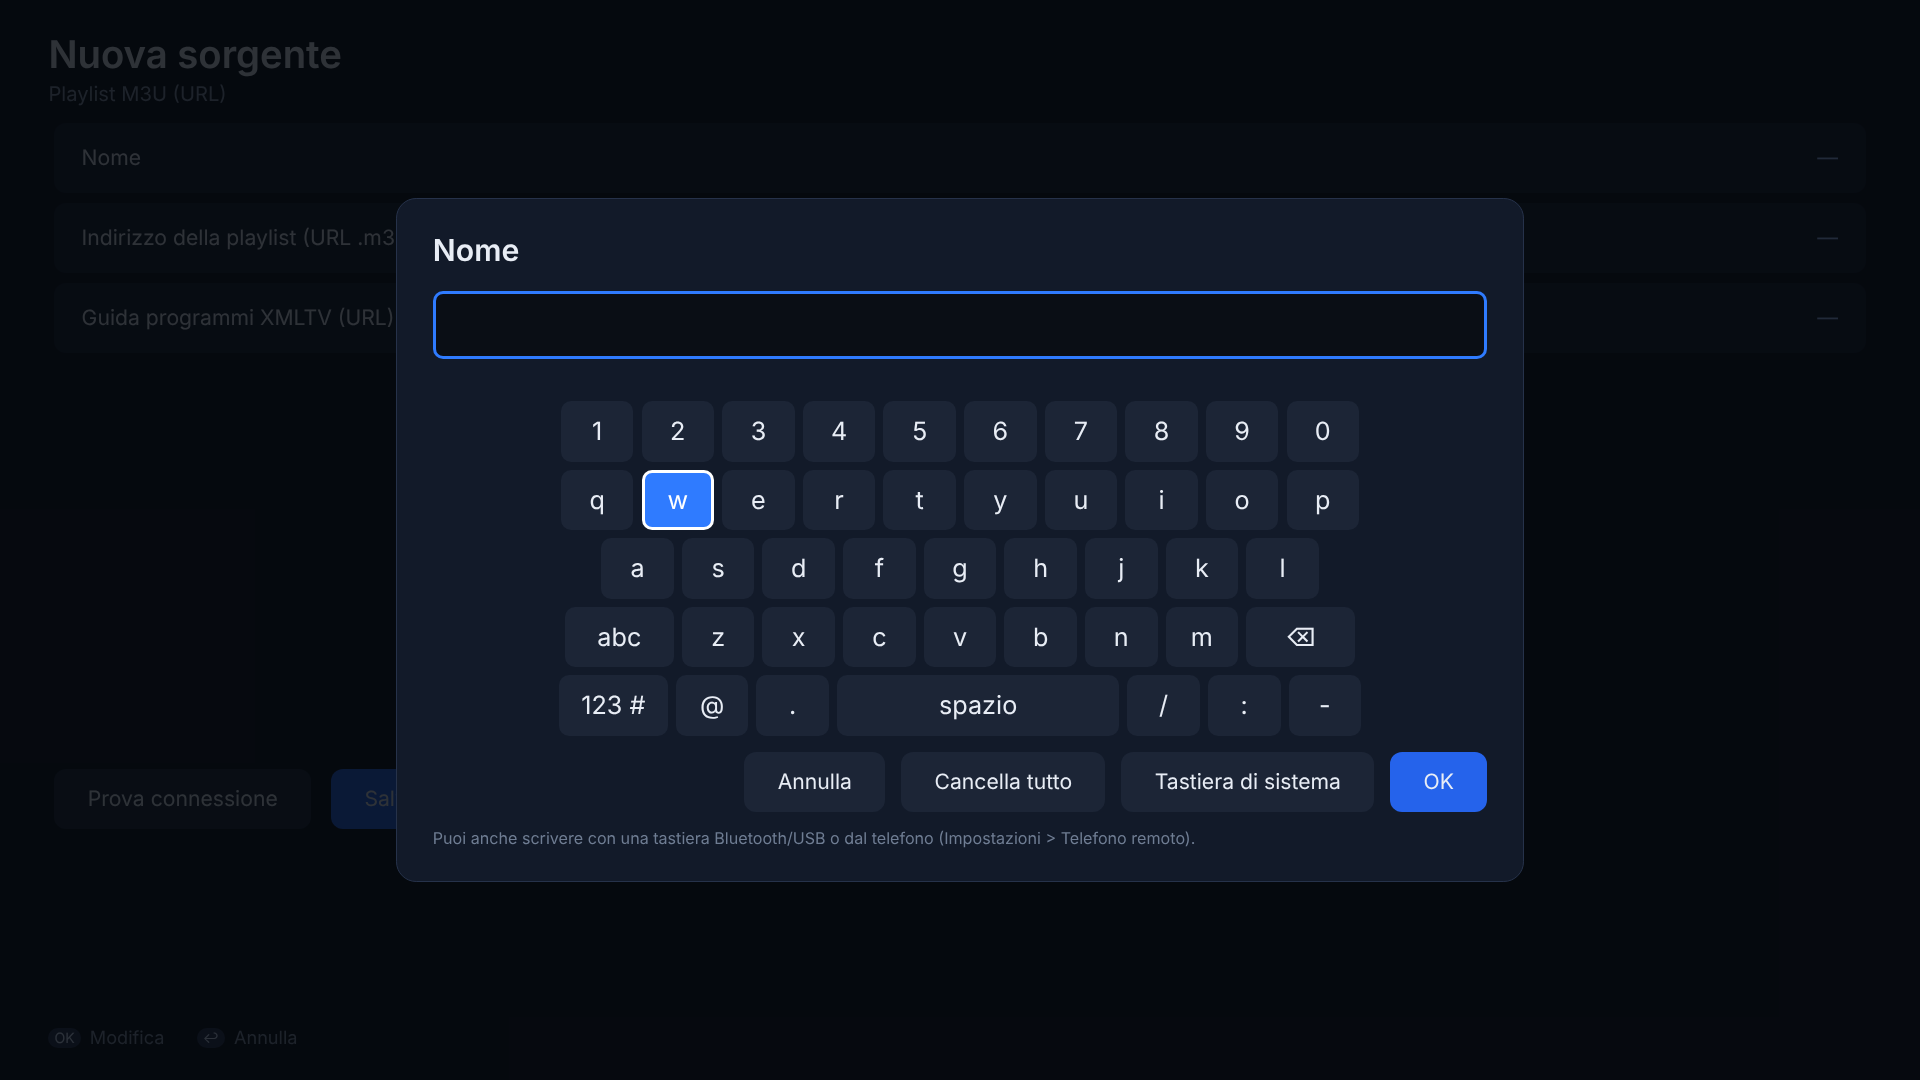 Nuova sorgente
Playlist M3U (URL)
Nome —
Indirizzo della playlist (URL .m3 —
Guida programmi XMLTV (URL) —
Nome
1 2 3 4 5 6 7 8 9 0
q w e r t y u i o p
a s d f g h j k l
abc z x c v b n m
123 # @ . spazio / : -
Annulla Cancella tutto Tastiera di sistema OK
Puoi anche scrivere con una tastiera Bluetooth/USB o dal telefono (Impostazioni > Telefono remoto).
Prova connessione Sal
OK Modifica Annulla